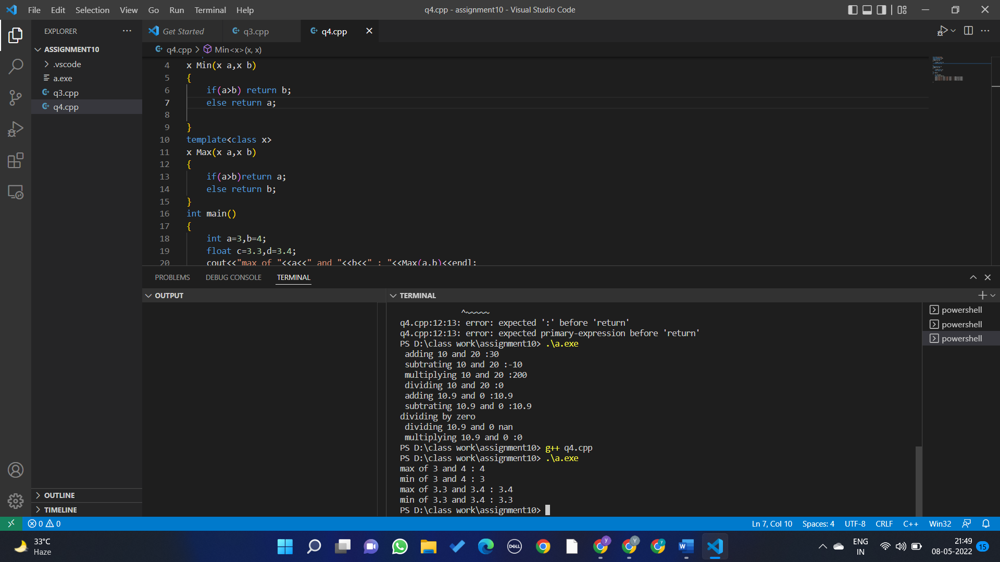 File Edit Selection View Go Run Terminal Help
q4.cpp - assignment10 - Visual Studio Code
EXPLORER
ASSIGNMENT10
.vscode
a.exe
q3.cpp
q4.cpp
OUTLINE
TIMELINE
Get Started
q3.cpp
q4.cpp
q4.cpp > Min<x>(x, x)
4 x Min(x a,x b)
5 {
6 if(a>b) return b;
7 else return a;
8
9 }
10 template<class x>
11 x Max(x a,x b)
12 {
13 if(a>b)return a;
14 else return b;
15 }
16 int main()
17 {
18 int a=3,b=4;
19 float c=3.3,d=3.4;
20 cout<<"max of "<<a<<" and "<<b<<" : "<<Max(a,b)<<endl;
PROBLEMS DEBUG CONSOLE TERMINAL
OUTPUT
TERMINAL
^~~~~~
q4.cpp:12:13: error: expected ':' before 'return'
q4.cpp:12:13: error: expected primary-expression before 'return'
PS D:\class work\assignment10> .\a.exe
adding 10 and 20 :30
subtrating 10 and 20 :-10
multiplying 10 and 20 :200
dividing 10 and 20 :0
adding 10.9 and 0 :10.9
subtrating 10.9 and 0 :10.9
dividing by zero
dividing 10.9 and 0 nan
multiplying 10.9 and 0 :0
PS D:\class work\assignment10> g++ q4.cpp
PS D:\class work\assignment10> .\a.exe
max of 3 and 4 : 4
min of 3 and 4 : 3
max of 3.3 and 3.4 : 3.4
min of 3.3 and 3.4 : 3.3
PS D:\class work\assignment10>
powershell
powershell
powershell
0 0
Ln 7, Col 10 Spaces: 4 UTF-8 CRLF C++ Win32
33°C
Haze
DELL
Y
Y
Y
W
ENG
IN
21:49
08-05-2022
15